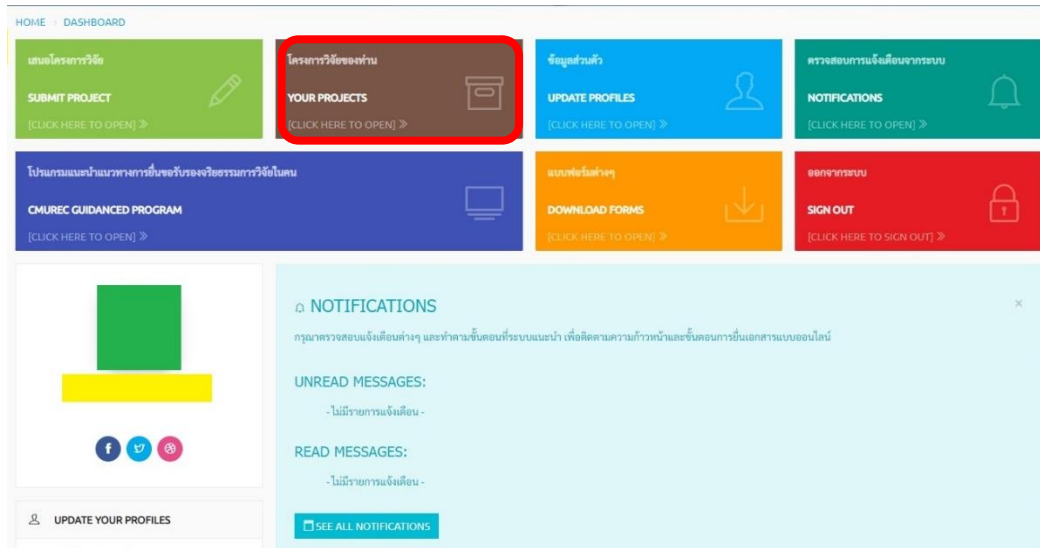 HOME › DASHBOARD
เสนอโครงการวิจัย
SUBMIT PROJECT
[CLICK HERE TO OPEN] »
โครงการวิจัยของท่าน
YOUR PROJECTS
[CLICK HERE TO OPEN] »
ข้อมูลส่วนตัว
UPDATE PROFILES
[CLICK HERE TO OPEN] »
ตรวจสอบการแจ้งเตือนจากระบบ
NOTIFICATIONS
[CLICK HERE TO OPEN] »
โปรแกรมแนะนำแนวทางการยื่นขอรับรองจริยธรรมการวิจัยในคน
CMUREC GUIDANCED PROGRAM
[CLICK HERE TO OPEN] »
แบบฟอร์มต่างๆ
DOWNLOAD FORMS
[CLICK HERE TO OPEN] »
ออกจากระบบ
SIGN OUT
[CLICK HERE TO SIGN OUT] »
NOTIFICATIONS
กรุณาตรวจสอบแจ้งเตือนต่างๆ และทำตามขั้นตอนที่ระบบแนะนำ เพื่อติดตามความก้าวหน้าและขั้นตอนการยื่นเอกสารแบบออนไลน์
UNREAD MESSAGES:
- ไม่มีรายการแจ้งเตือน -
READ MESSAGES:
- ไม่มีรายการแจ้งเตือน -
SEE ALL NOTIFICATIONS
UPDATE YOUR PROFILES